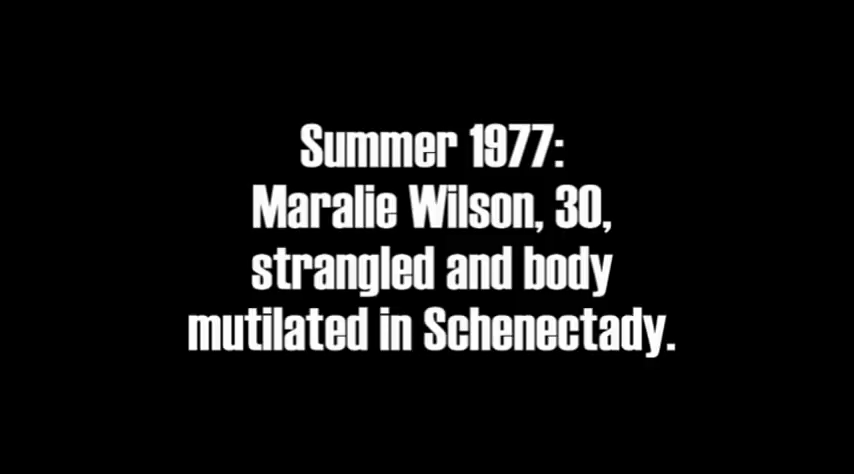 Summer 1977:
Maralie Wilson, 30,
strangled and body
mutilated in Schenectady.